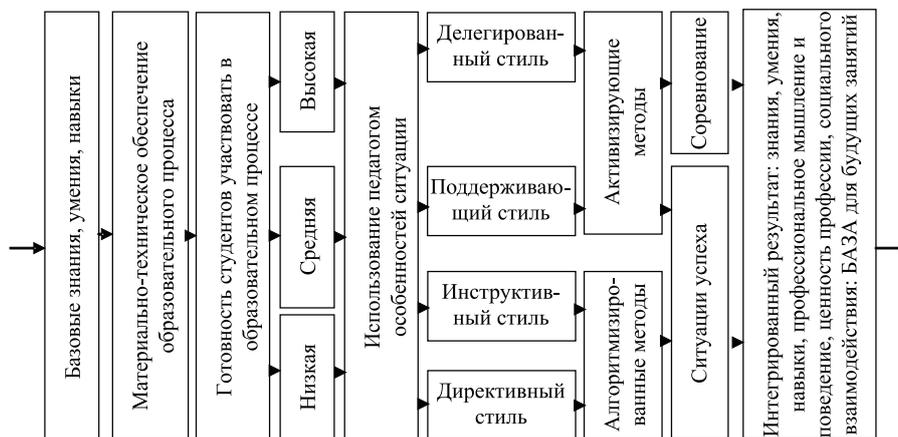 Базовые знания, умения, навыки
Материально-техническое обеспечение
образовательного процесса
Готовность студентов участвовать в
образовательном процессе
Высокая
Средняя
Низкая
Использование педагогом
особенностей ситуации
Делегирован-
ный стиль
Поддерживаю-
щий стиль
Инструктив-
ный стиль
Директивный
стиль
Активизирующие
методы
Алгоритмизиро-
ванные методы
Соревнование
Ситуации успеха
Интегрированный результат: знания, умения,
навыки, профессиональное мышление и
поведение, ценность профессии, социального
взаимодействия: БАЗА для будущих занятий